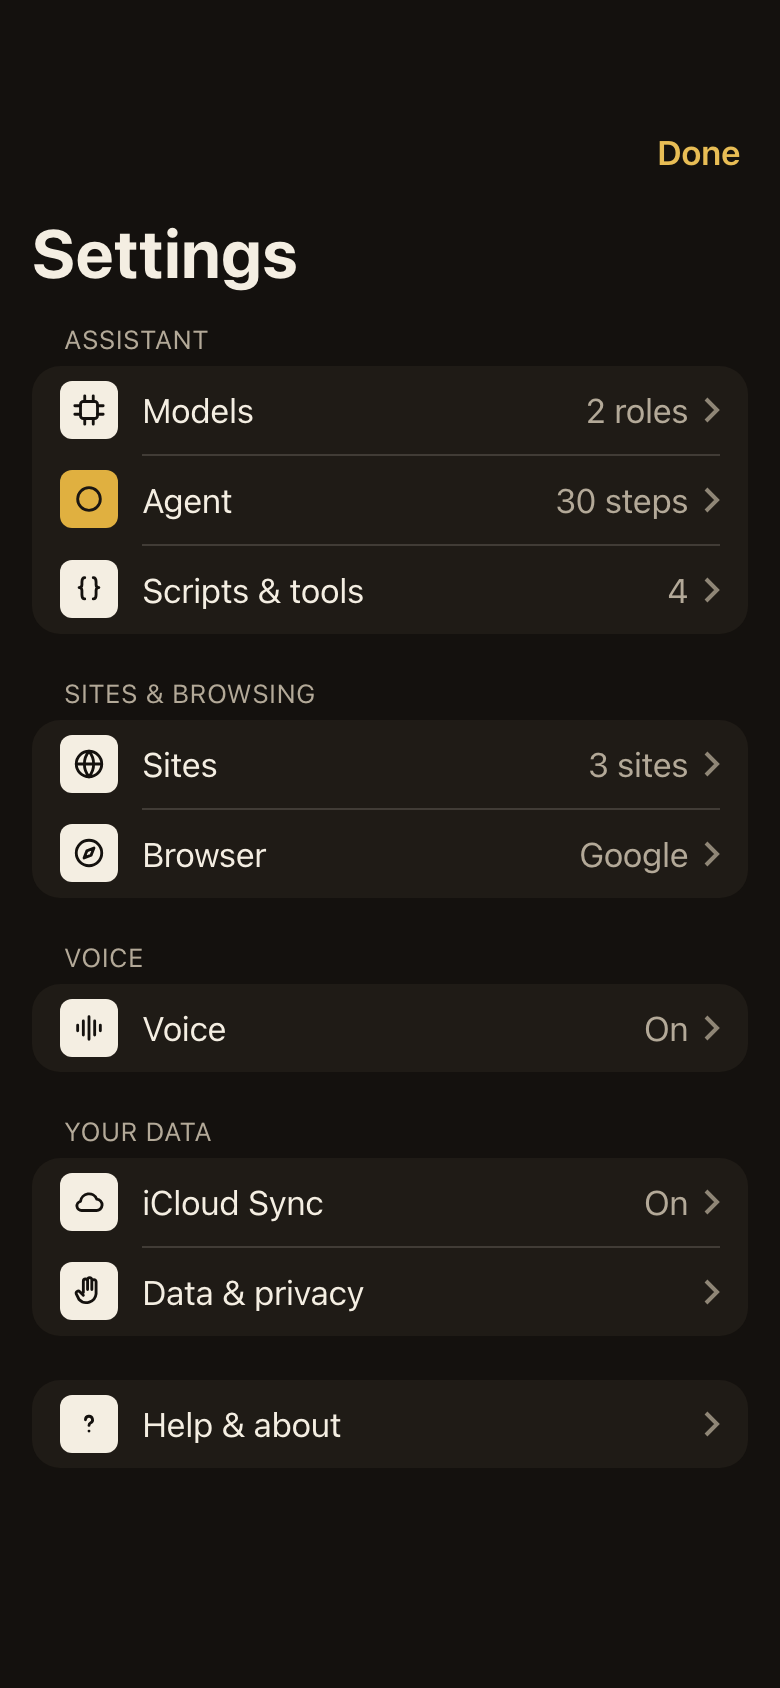 Done
Settings
ASSISTANT
Models 2 roles
Agent 30 steps
{} Scripts & tools 4
SITES & BROWSING
Sites 3 sites
Browser Google
VOICE
Voice On
YOUR DATA
iCloud Sync On
Data & privacy
? Help & about